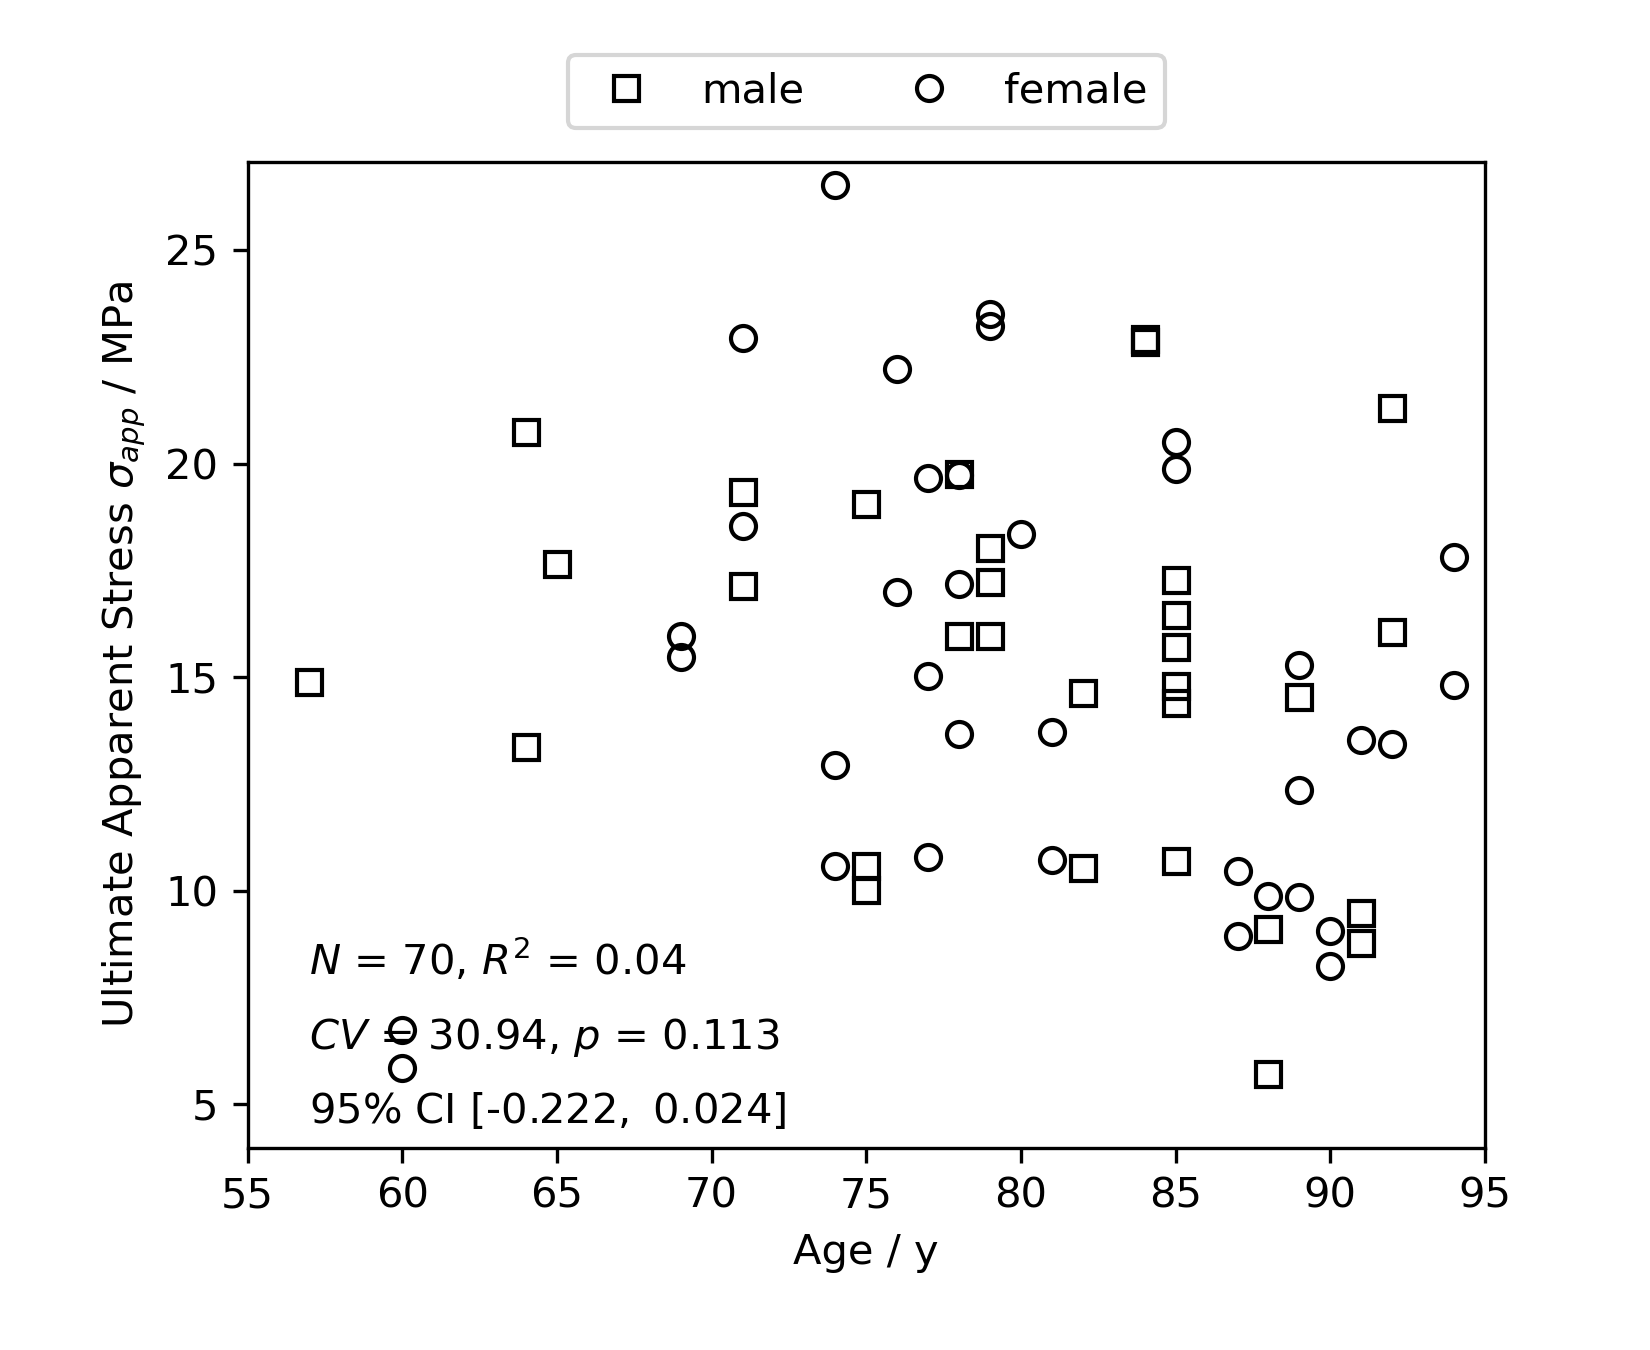 male female
25
20
15
10
5
Ultimate Apparent Stress σ_app / MPa
N = 70, R² = 0.04
CV = 30.94, p = 0.113
95% CI [-0.222, 0.024]
55 60 65 70 75 80 85 90 95
Age / y